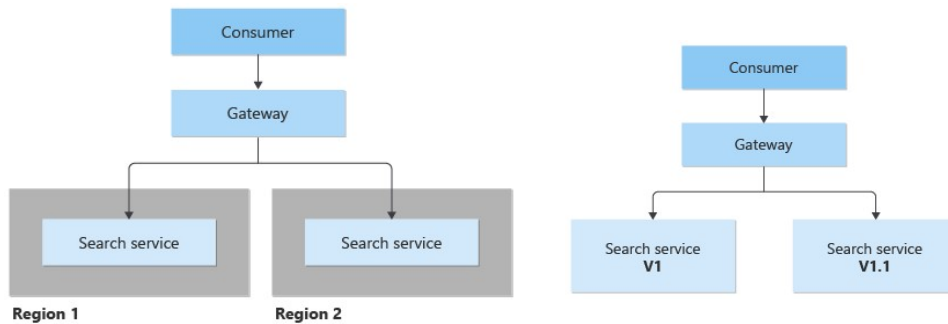 Consumer
Gateway
Search service
Search service
Region 1
Region 2
Consumer
Gateway
Search service
V1
Search service
V1.1